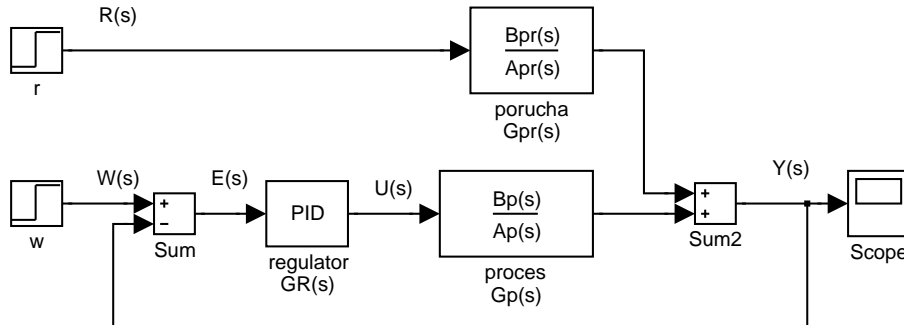 R(s)
r
Bpr(s)
Apr(s)
porucha
Gpr(s)
W(s)
w
+
−
Sum
E(s)
PID
regulator
GR(s)
U(s)
Bp(s)
Ap(s)
proces
Gp(s)
+
+
Sum2
Y(s)
Scope